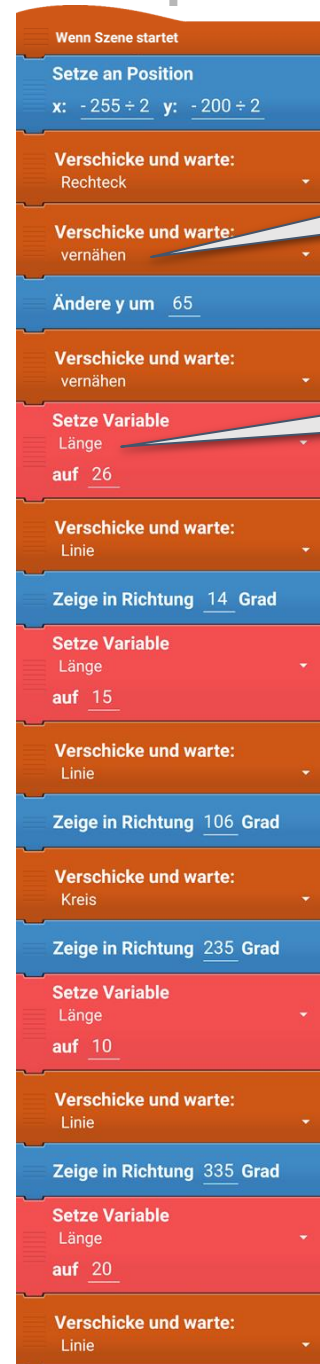 Wenn Szene startet
Setze an Position
x: - 255 ÷ 2 y: - 200 ÷ 2
Verschicke und warte:
Rechteck
Verschicke und warte:
vernähen
Ändere y um 65
Verschicke und warte:
vernähen
Setze Variable
Länge
auf 26
Verschicke und warte:
Linie
Zeige in Richtung 14 Grad
Setze Variable
Länge
auf 15
Verschicke und warte:
Linie
Zeige in Richtung 106 Grad
Verschicke und warte:
Kreis
Zeige in Richtung 235 Grad
Setze Variable
Länge
auf 10
Verschicke und warte:
Linie
Zeige in Richtung 335 Grad
Setze Variable
Länge
auf 20
Verschicke und warte:
Linie